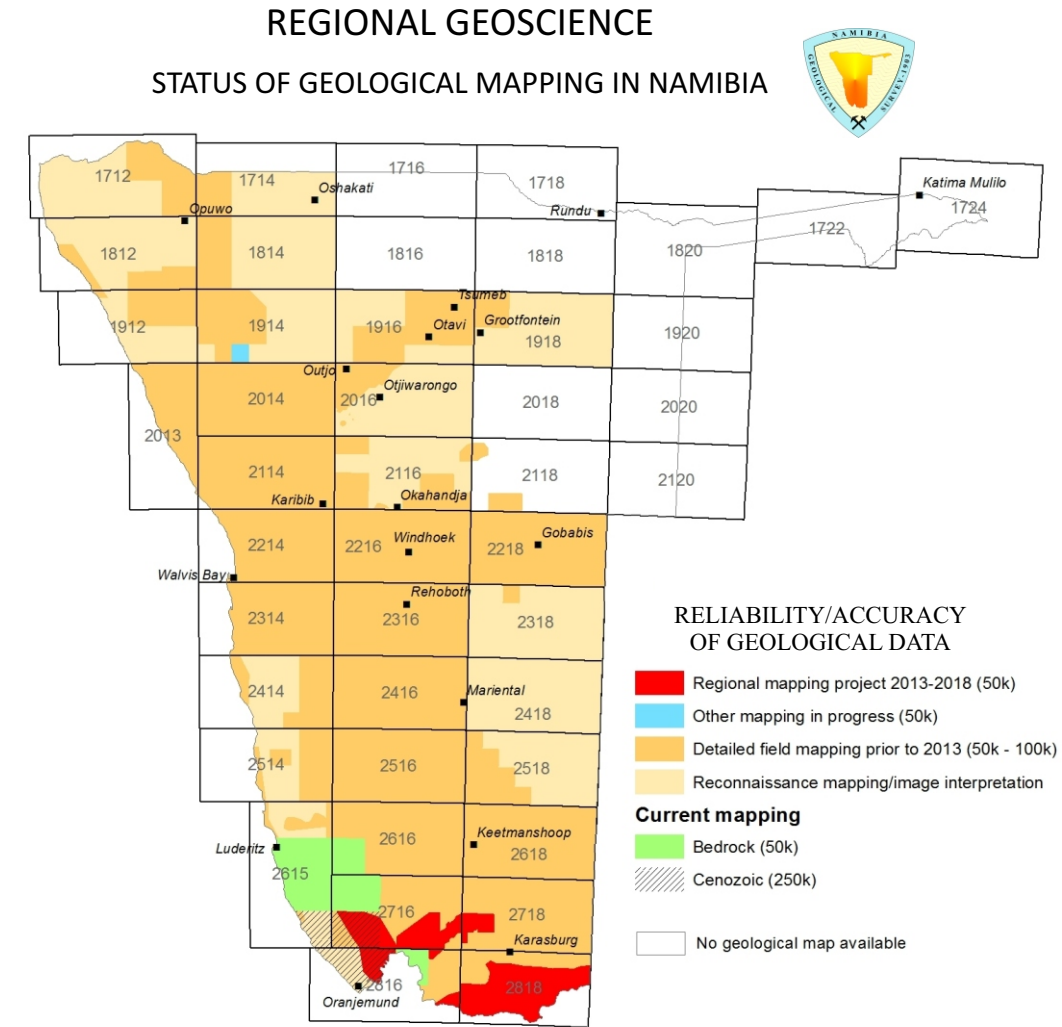 REGIONAL GEOSCIENCE
STATUS OF GEOLOGICAL MAPPING IN NAMIBIA
NAMIBIA
GEOLOGICAL
SURVEY-1903
1712
1714
Oshakati
1716
1718
Rundu
Katima Mulilo
1724
Opuwo
1722
1812
1814
1816
1818
1820
Tsumeb
1912
1914
1916
Otavi
Grootfontein
1918
1920
Outjo
Otjiwarongo
2013
2014
2016
2018
2020
2114
2116
2118
2120
Karibib
Okahandja
2214
2216
Windhoek
2218
Gobabis
Walvis Bay
Rehoboth
2314
2316
2318
2414
2416
Mariental
2418
2514
2516
2518
Luderitz
2615
2616
Keetmanshoop
2618
2716
2718
Karasburg
2816
Oranjemund
2818
RELIABILITY/ACCURACY
OF GEOLOGICAL DATA
Regional mapping project 2013-2018 (50k)
Other mapping in progress (50k)
Detailed field mapping prior to 2013 (50k - 100k)
Reconnaissance mapping/image interpretation
Current mapping
Bedrock (50k)
Cenozoic (250k)
No geological map available